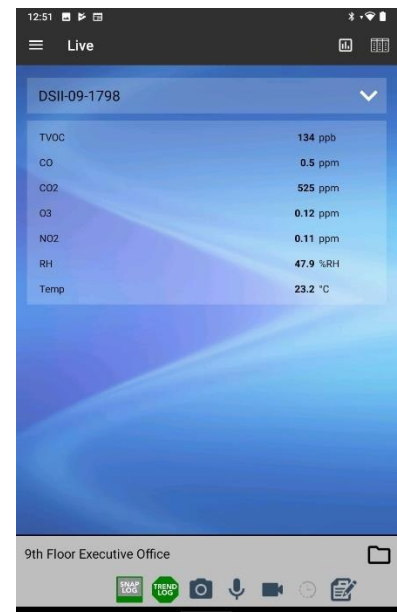 12:51
Live
DSII-09-1798
TVOC 134 ppb
CO 0.5 ppm
CO2 525 ppm
O3 0.12 ppm
NO2 0.11 ppm
RH 47.9 %RH
Temp 23.2 °C
9th Floor Executive Office
SNAP LOG TREND LOG